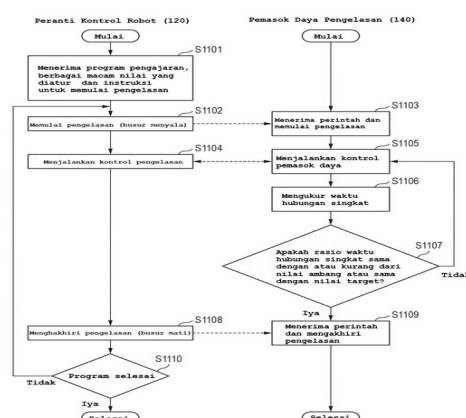 Peranti Kontrol Robot (120)
Pemasok Daya Pengelasan (140)
Mulai
Mulai
S1101
Menerima program pengajaran,
berbagai macam nilai yang
diatur dan instruksi
untuk memulai pengelasan
S1102
Memulai pengelasan (busur menyala)
S1103
Menerima perintah dan
memulai pengelasan
S1104
Menjalankan kontrol pengelasan
S1105
Menjalankan kontrol
pemasok daya
S1106
Mengukur waktu
hubungan singkat
S1107
Apakah rasio waktu
hubungan singkat sama
dengan atau kurang dari
nilai ambang atau sama
dengan nilai target?
Tidak
Iya
S1108
Menghakhiri pengelasan (busur mati)
S1109
Menerima perintah
dan mengakhiri
pengelasan
S1110
Program selesai
Tidak
Iya
Selesai
Selesai